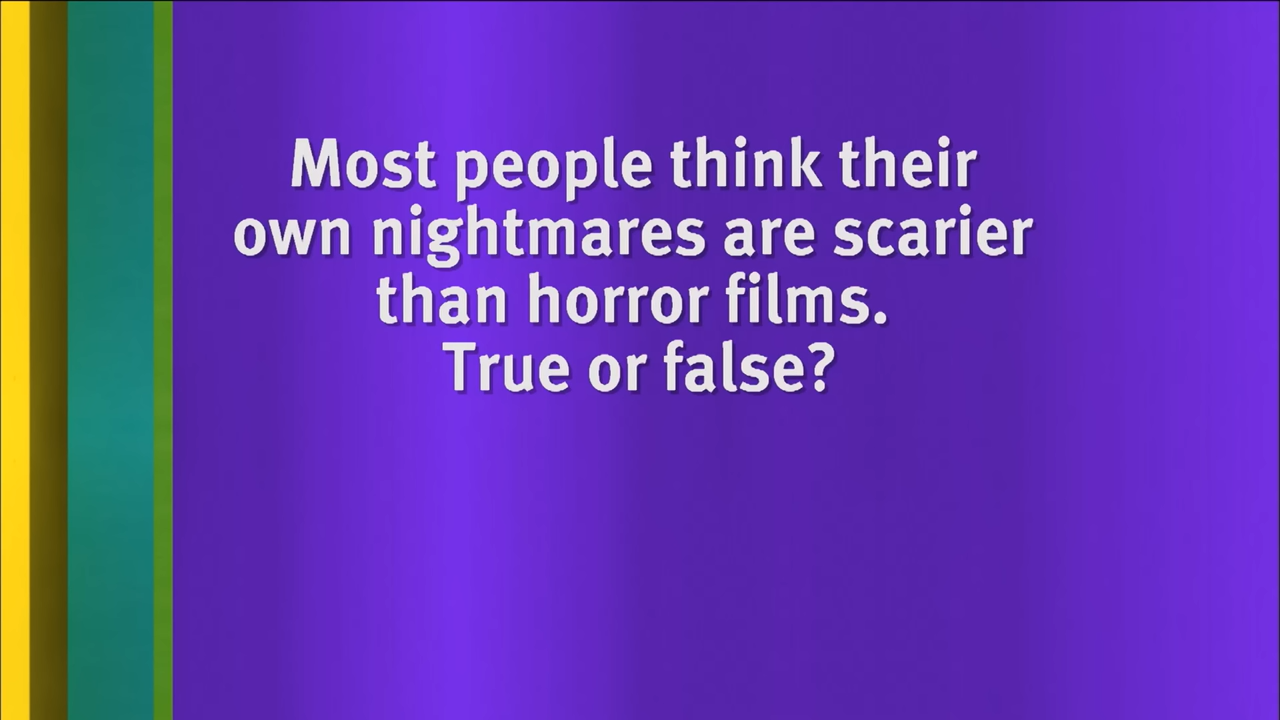 Most people think their
own nightmares are scarier
than horror films.
True or false?